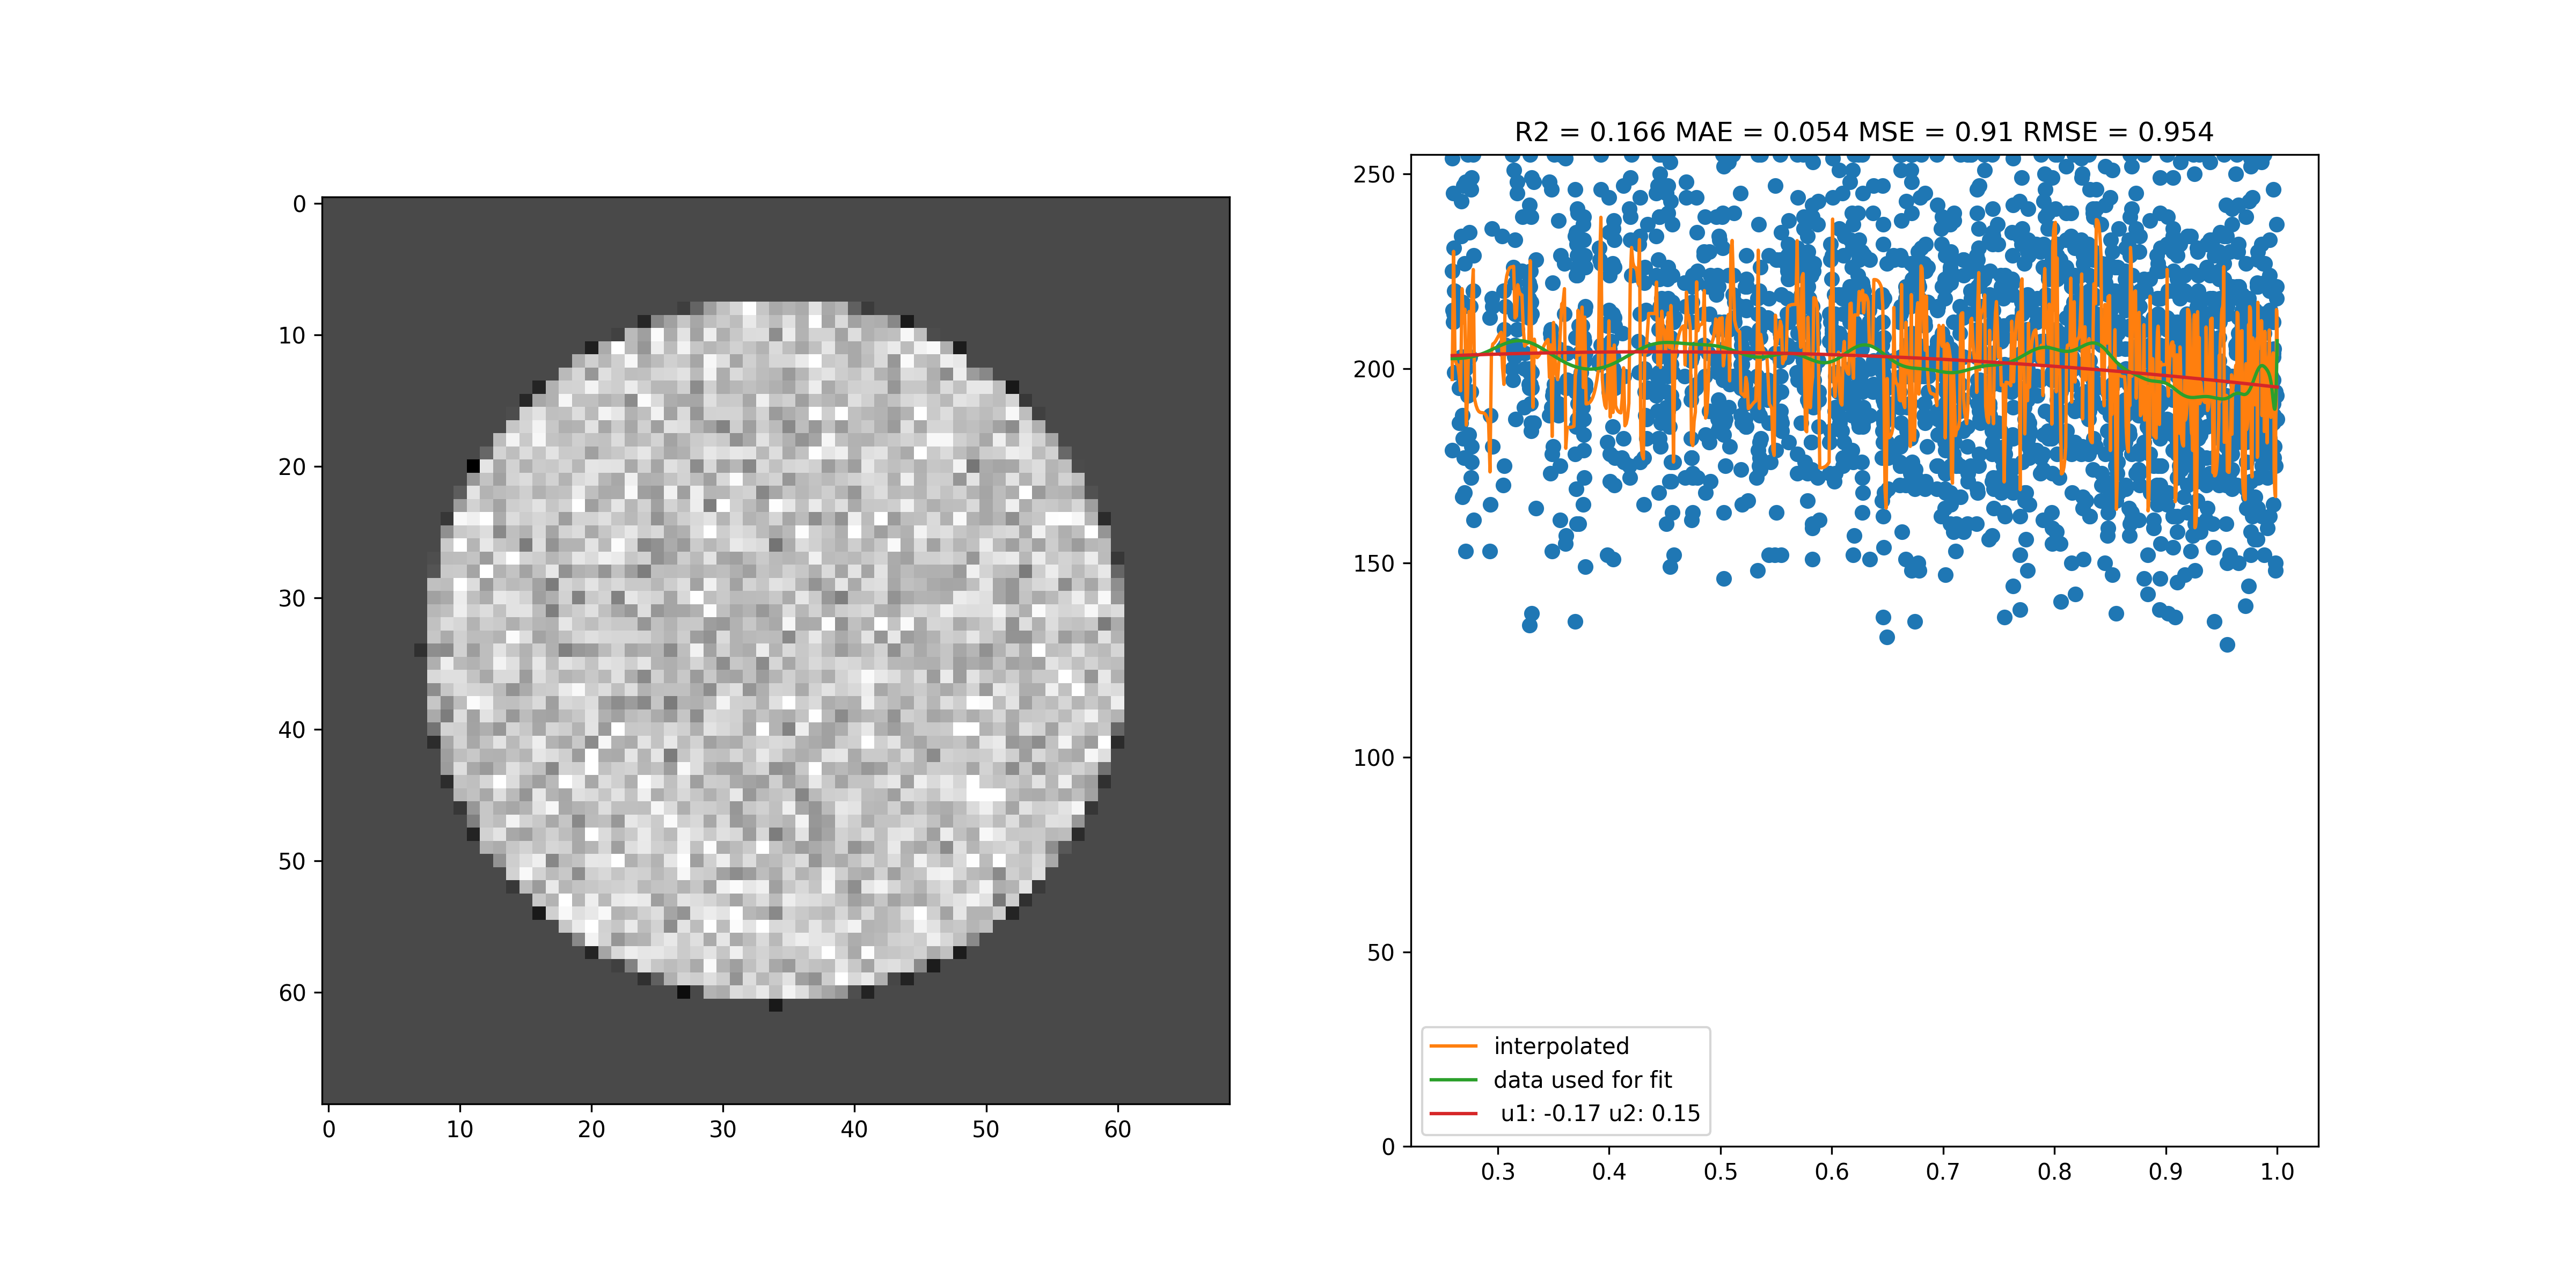 R2 = 0.166 MAE = 0.054 MSE = 0.91 RMSE = 0.954
0
10
20
30
40
50
60
0 10 20 30 40 50 60
250
200
150
100
50
0
interpolated
data used for fit
u1: -0.17 u2: 0.15
0.3 0.4 0.5 0.6 0.7 0.8 0.9 1.0